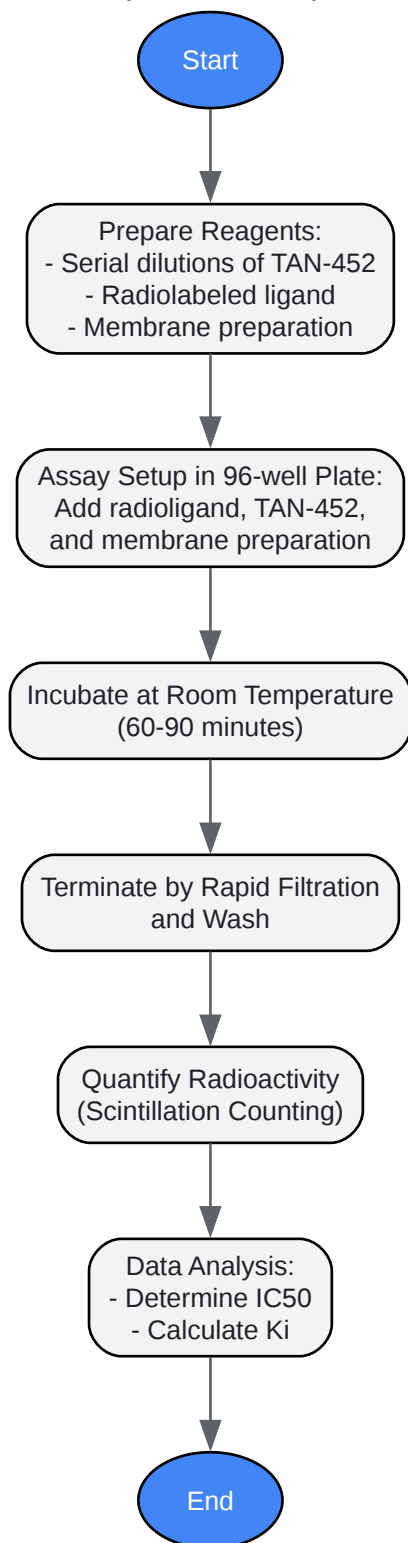 Start
Prepare Reagents:
- Serial dilutions of TAN-452
- Radiolabeled ligand
- Membrane preparation
Assay Setup in 96-well Plate:
Add radioligand, TAN-452,
and membrane preparation
Incubate at Room Temperature
(60-90 minutes)
Terminate by Rapid Filtration
and Wash
Quantify Radioactivity
(Scintillation Counting)
Data Analysis:
- Determine IC50
- Calculate Ki
End